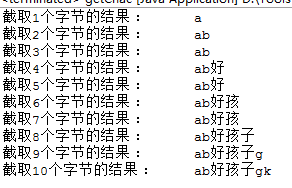 截取1个字节的结果： a
截取2个字节的结果： ab
截取3个字节的结果： ab
截取4个字节的结果： ab好
截取5个字节的结果： ab好
截取6个字节的结果： ab好孩
截取7个字节的结果： ab好孩
截取8个字节的结果： ab好孩子
截取9个字节的结果： ab好孩子g
截取10个字节的结果： ab好孩子gk